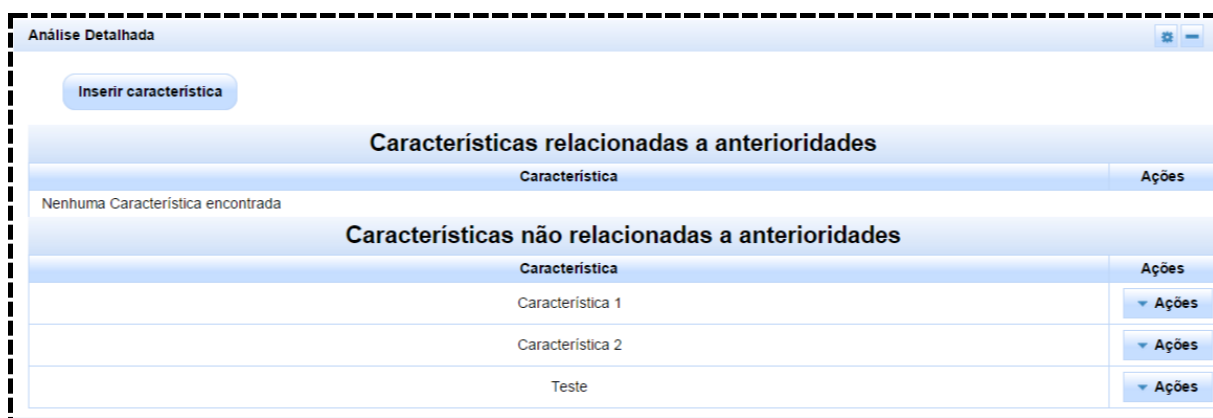 Análise Detalhada
Inserir característica
Características relacionadas a anterioridades
Característica Ações
Nenhuma Característica encontrada
Características não relacionadas a anterioridades
Característica Ações
Característica 1 Ações
Característica 2 Ações
Teste Ações